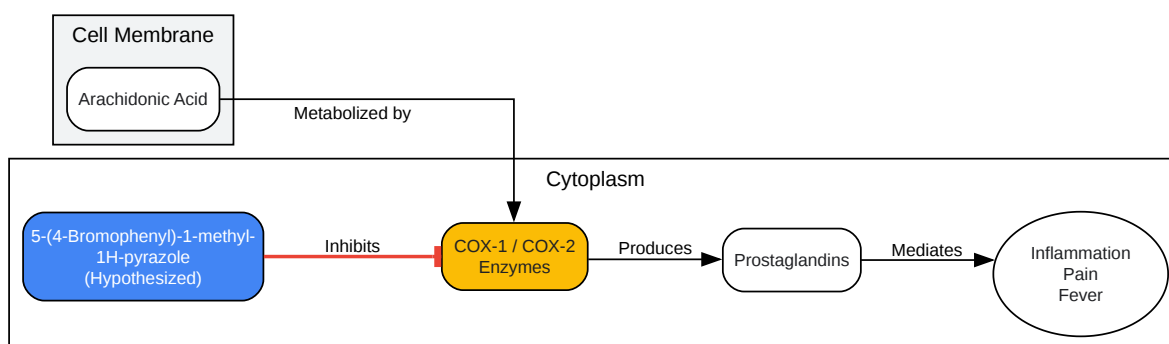 Cell Membrane
Arachidonic Acid
Metabolized by
Cytoplasm
5-(4-Bromophenyl)-1-methyl-
1H-pyrazole
(Hypothesized)
Inhibits
COX-1 / COX-2
Enzymes
Produces
Prostaglandins
Mediates
Inflammation
Pain
Fever